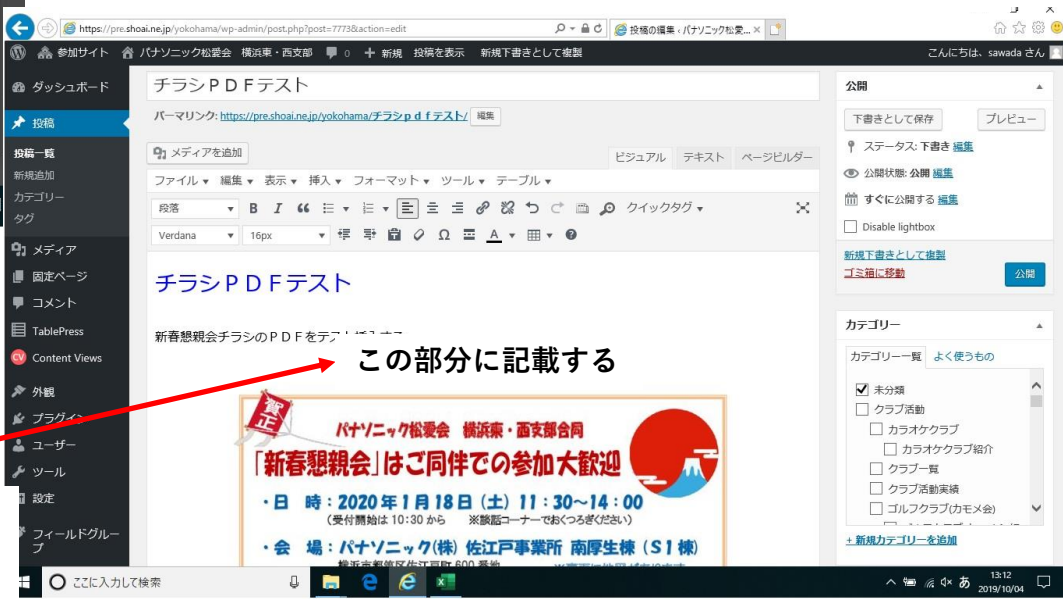 https://pre.shoai.ne.jp/yokohama/wp-admin/post.php?post=7773&action=edit
投稿の編集 ‹ パナソニック松愛...
参加サイト パナソニック松愛会 横浜東・西支部 0 + 新規 投稿を表示 新規下書きとして複製
こんにちは、sawada さん
ダッシュボード
投稿
投稿一覧
新規追加
カテゴリー
タグ
メディア
固定ページ
コメント
TablePress
CV Content Views
外観
プラグイン
ユーザー
ツール
設定
フィールドグループ
チラシＰＤＦテスト
パーマリンク: https://pre.shoai.ne.jp/yokohama/チラシｐｄｆテスト/ 編集
メディアを追加
ビジュアル テキスト ページビルダー
ファイル 編集 表示 挿入 フォーマット ツール テーブル
段落 B I クイックタグ
Verdana 16px Ω A
チラシＰＤＦテスト
新春懇親会チラシのＰＤＦをテスト挿入する
この部分に記載する
賀正
パナソニック松愛会 横浜東・西支部合同
「新春懇親会」はご同伴での参加大歓迎
・日 時：2020年1月18日（土）11：30～14：00
（受付開始は10:30から ※談話コーナーでおくつろぎください）
・会 場：パナソニック(株) 佐江戸事業所 南厚生棟（S1棟）
公開
下書きとして保存 プレビュー
ステータス: 下書き 編集
公開状態: 公開 編集
すぐに公開する 編集
Disable lightbox
新規下書きとして複製
ゴミ箱に移動
公開
カテゴリー
カテゴリー一覧 よく使うもの
未分類
クラブ活動
カラオケクラブ
カラオケクラブ紹介
クラブ一覧
クラブ活動実績
ゴルフクラブ(カモメ会)
+ 新規カテゴリーを追加
ここに入力して検索
あ
13:12
2019/10/04